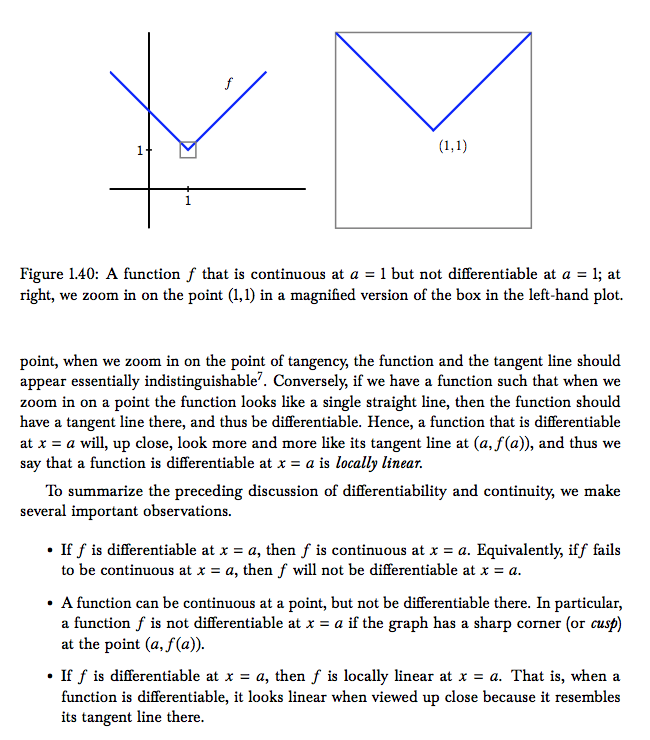 f
1
1
(1,1)
Figure 1.40: A function f that is continuous at a = 1 but not differentiable at a = 1; at
right, we zoom in on the point (1,1) in a magnified version of the box in the left-hand plot.
point, when we zoom in on the point of tangency, the function and the tangent line should
appear essentially indistinguishable⁷. Conversely, if we have a function such that when we
zoom in on a point the function looks like a single straight line, then the function should
have a tangent line there, and thus be differentiable. Hence, a function that is differentiable
at x = a will, up close, look more and more like its tangent line at (a, f(a)), and thus we
say that a function is differentiable at x = a is locally linear.
To summarize the preceding discussion of differentiability and continuity, we make
several important observations.
• If f is differentiable at x = a, then f is continuous at x = a. Equivalently, if f fails
to be continuous at x = a, then f will not be differentiable at x = a.
• A function can be continuous at a point, but not be differentiable there. In particular,
a function f is not differentiable at x = a if the graph has a sharp corner (or cusp)
at the point (a, f(a)).
• If f is differentiable at x = a, then f is locally linear at x = a. That is, when a
function is differentiable, it looks linear when viewed up close because it resembles
its tangent line there.